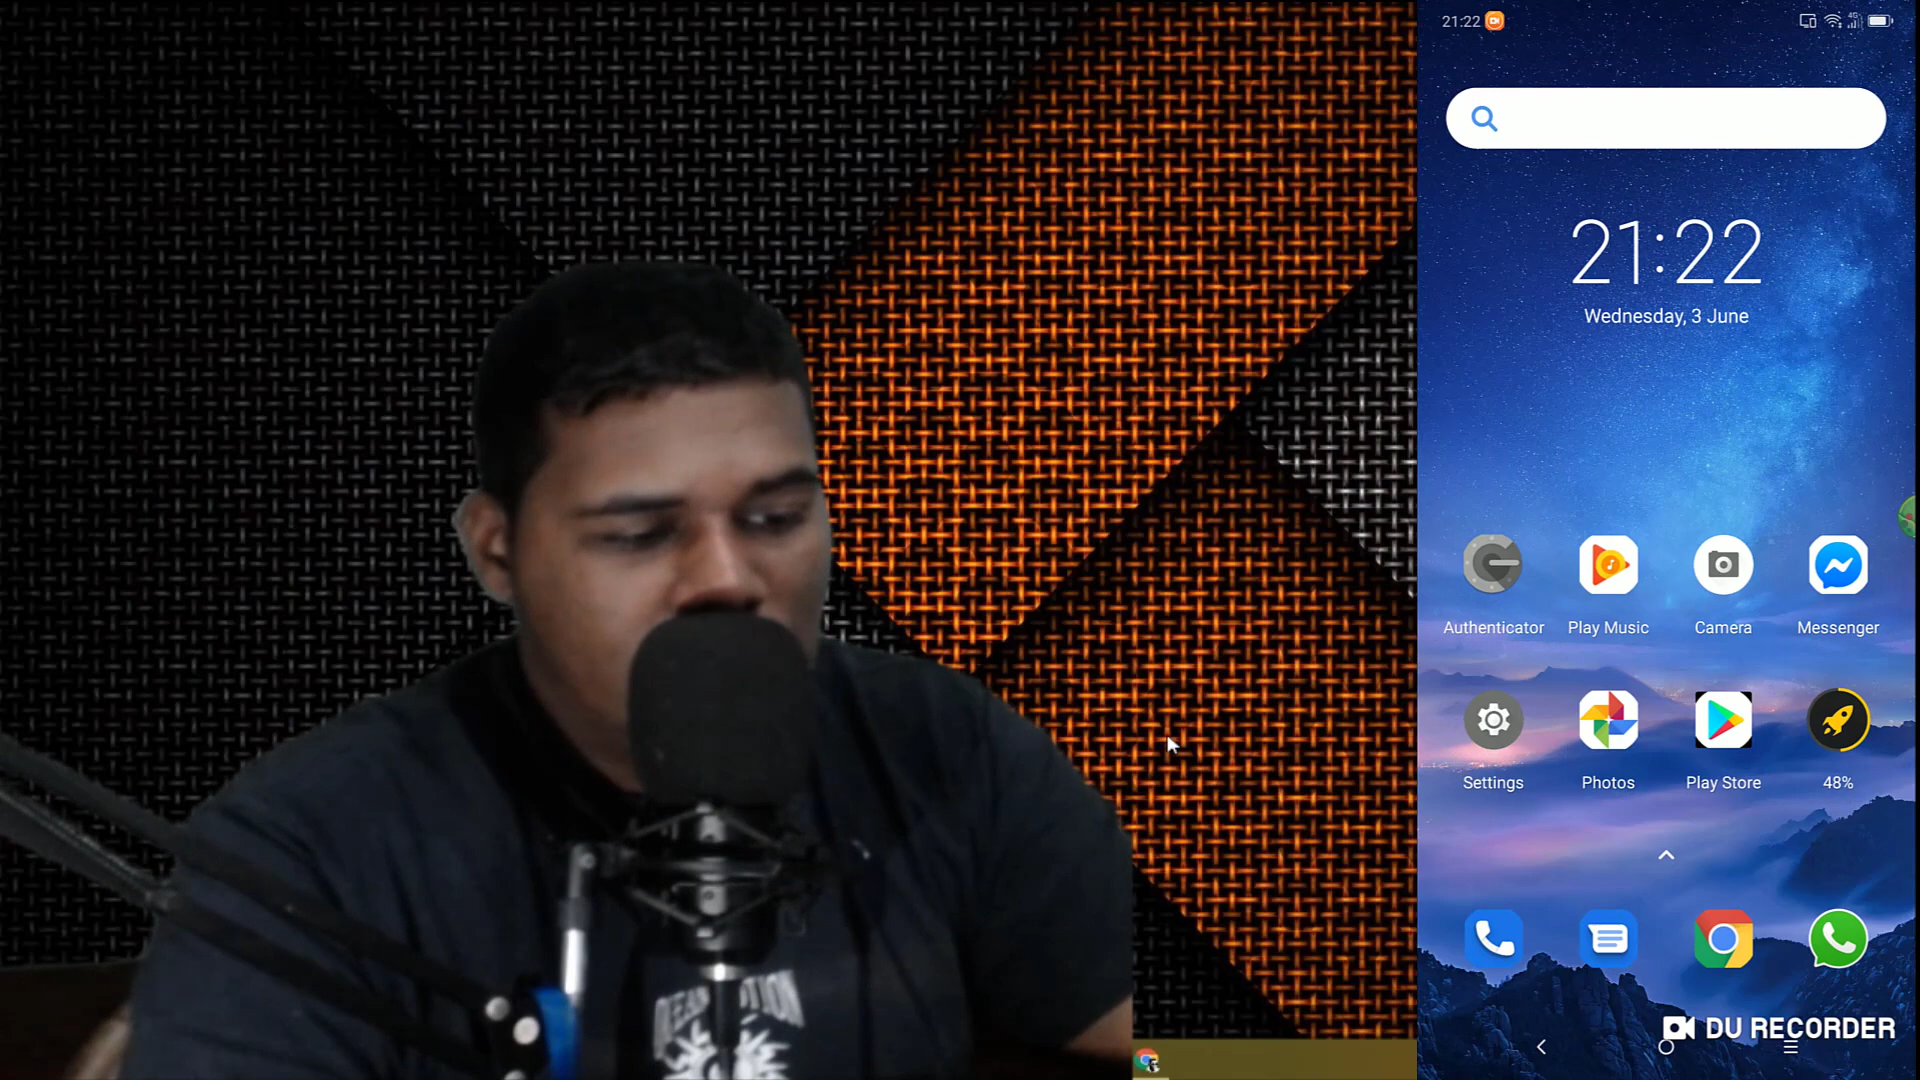 21:22
4G
21:22
Wednesday, 3 June
Authenticator
Play Music
Camera
Messenger
Settings
Photos
Play Store
48%
DU RECORDER